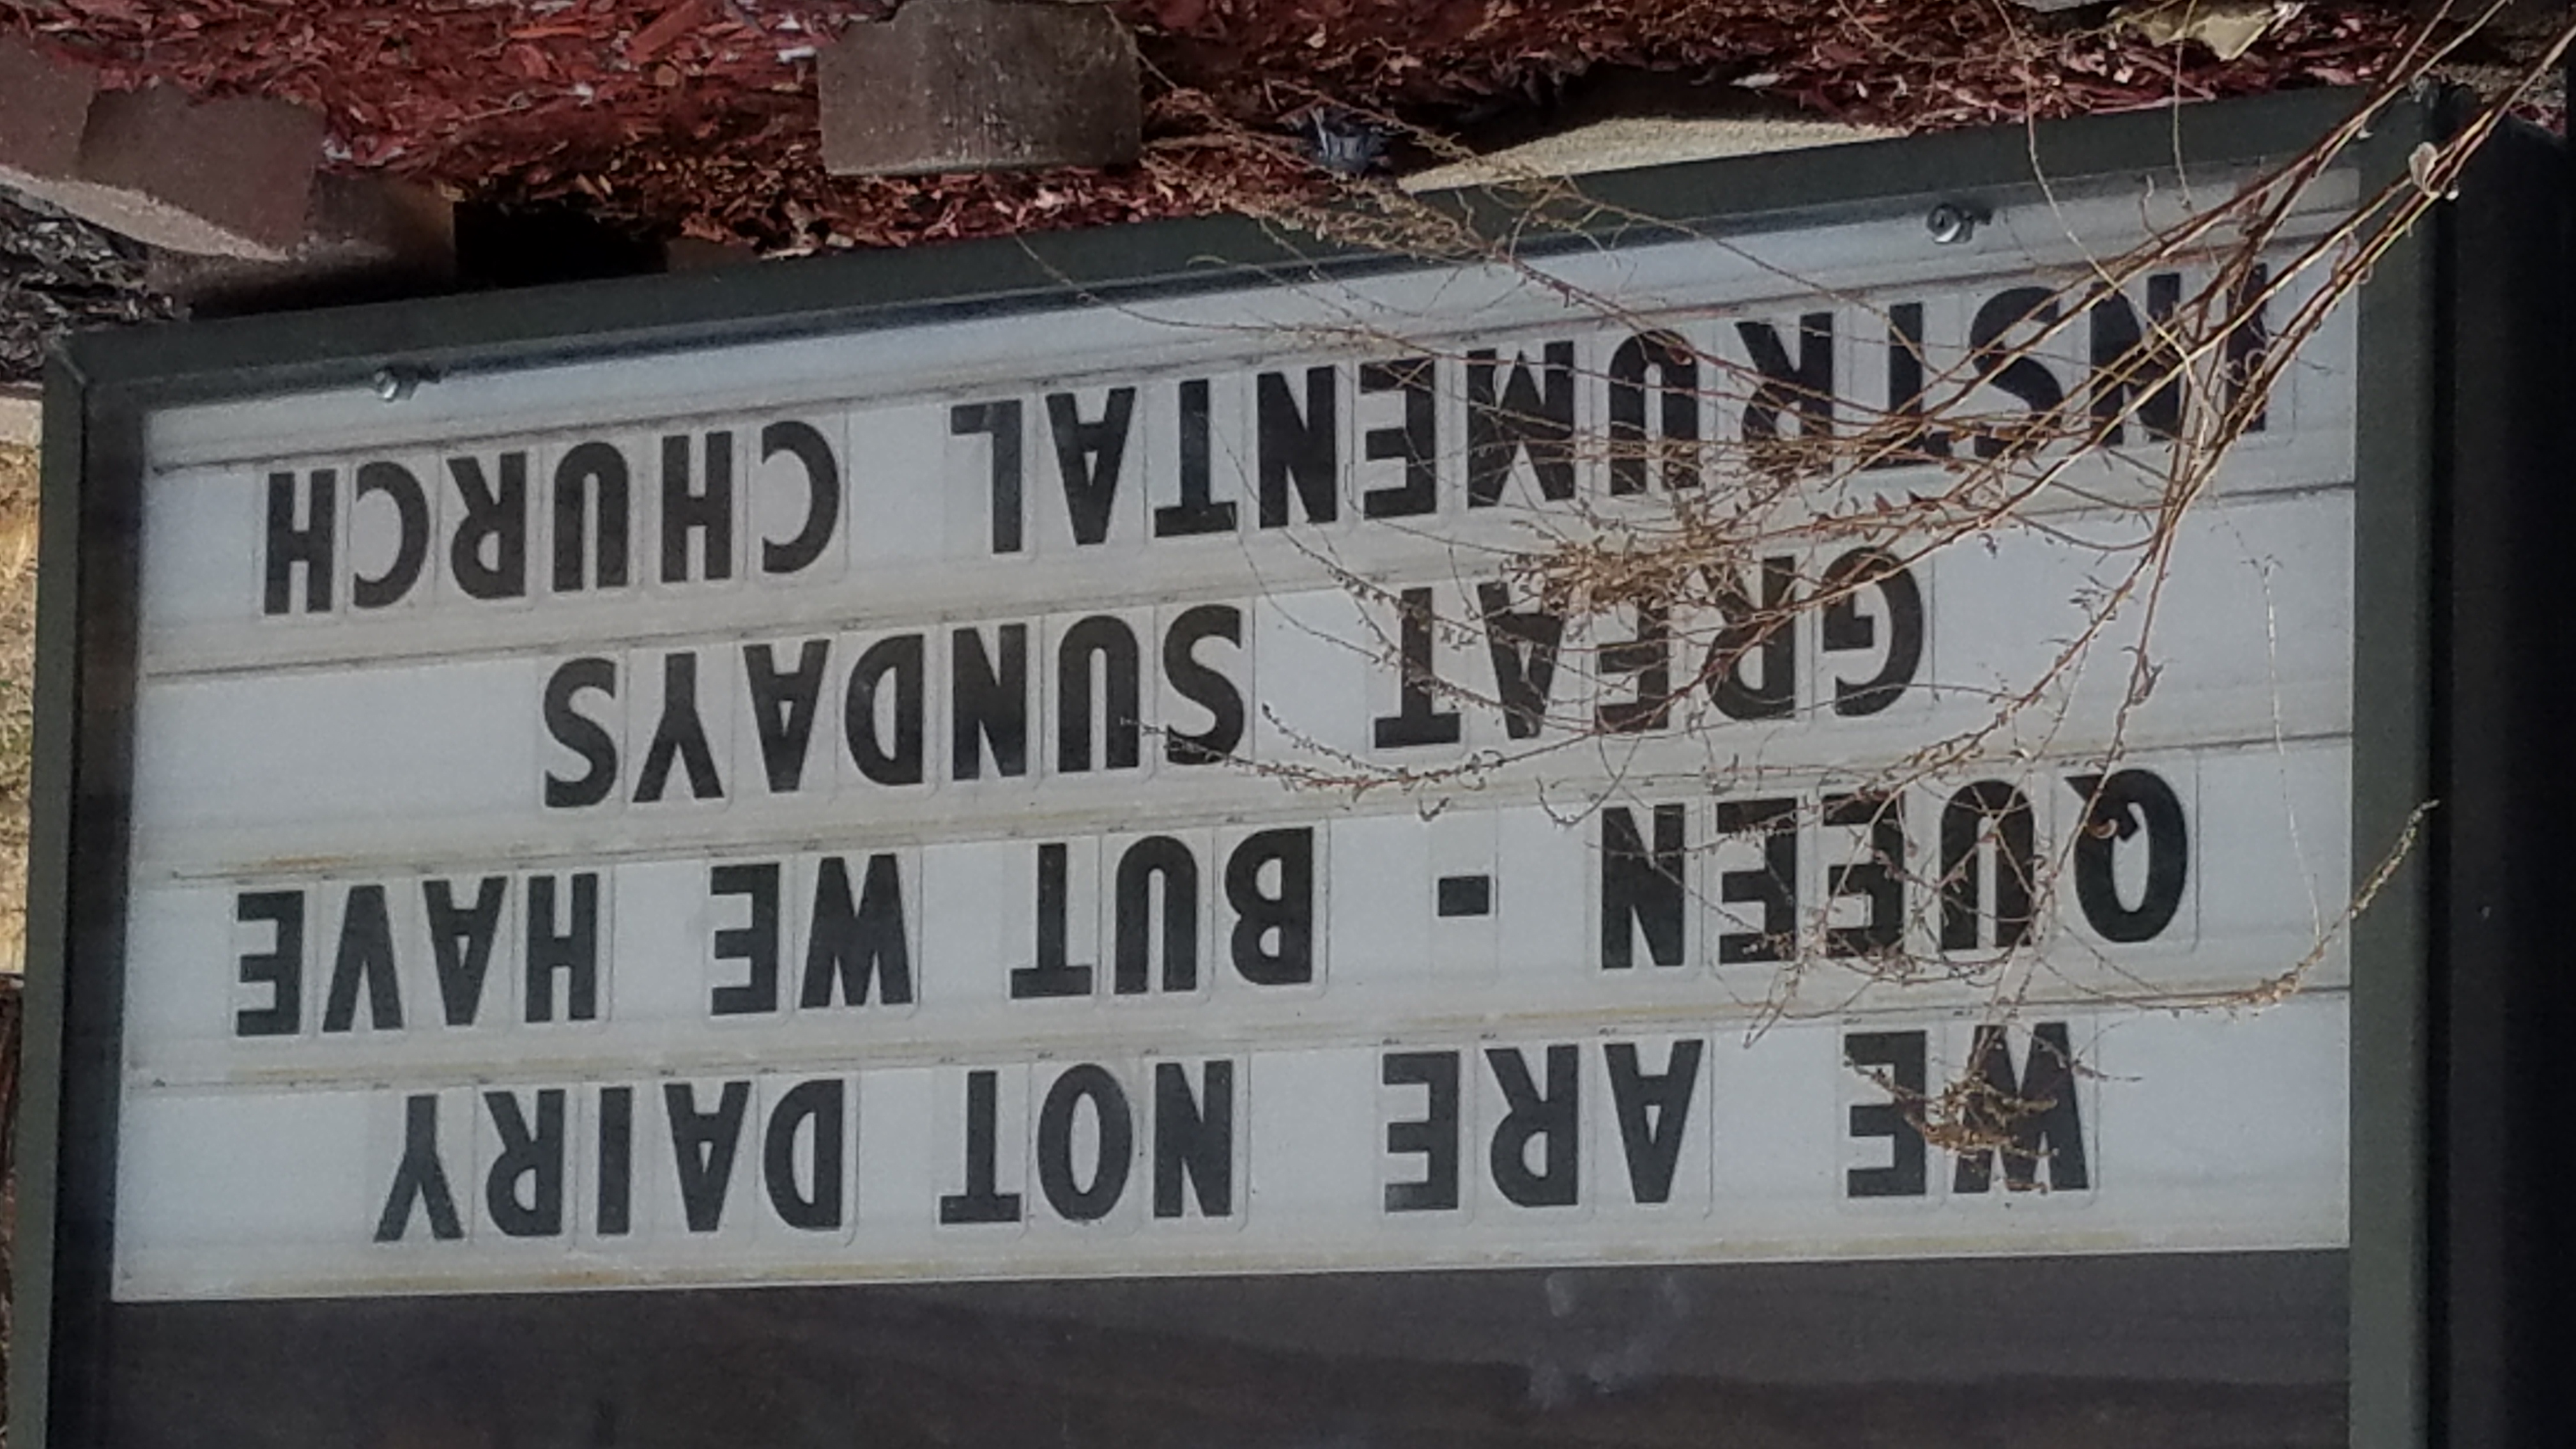 WE ARE NOT DAIRY
QUEEN - BUT WE HAVE
GREAT SUNDAYS
INSTRUMENTAL CHURCH